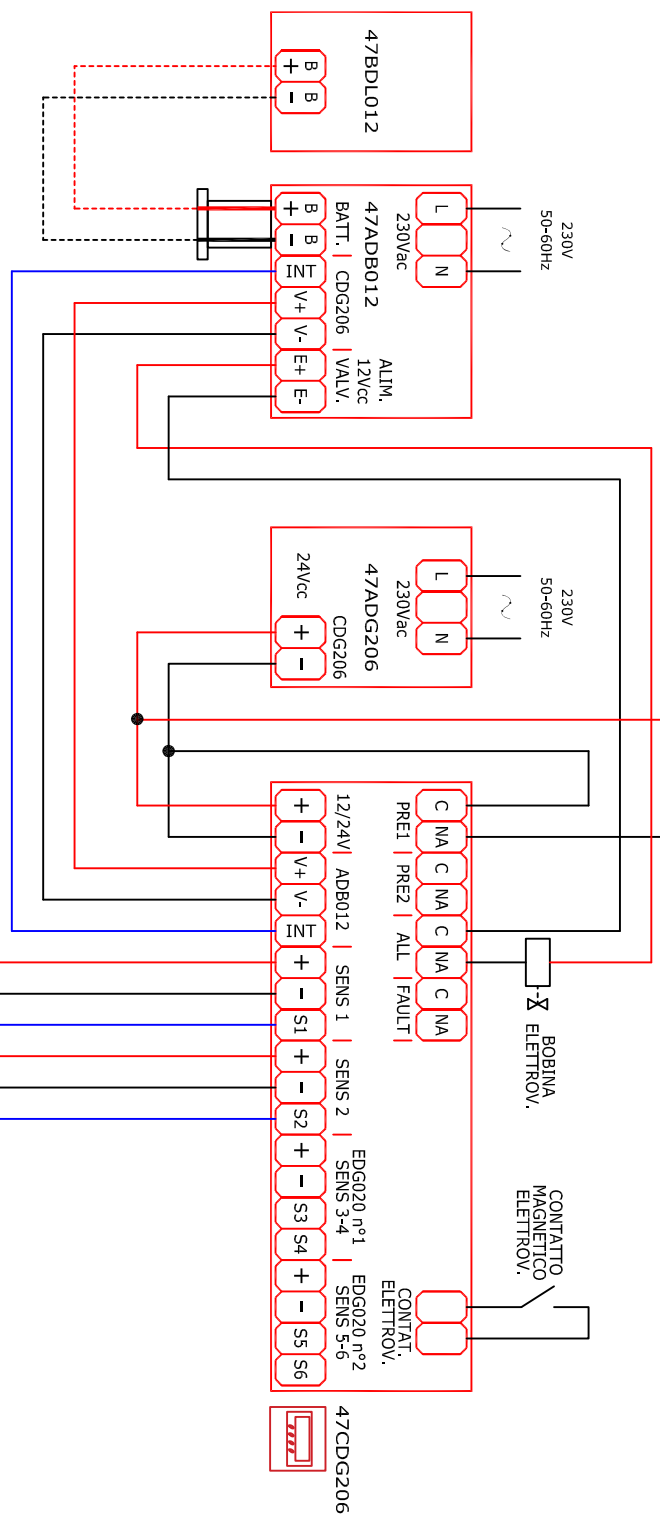 47BDL012
+ B
- B
230V
50-60Hz
L
N
230Vac
47ADB012
BATT.
CDG206
VALV.
ALIM.
12Vcc
+ B
- B
INT
V+
V-
E+
E-
230V
50-60Hz
L
N
230Vac
47ADG206
24Vcc
CDG206
+
-
C
NA
C
NA
C
NA
C
NA
PRE1
PRE2
ALL
FAULT
BOBINA
ELETTROV.
CONTATTO
MAGNETICO
ELETTROV.
CONTAT.
ELETTROV.
12/24V
ADB012
SENS 1
SENS 2
EDG020 n°1
SENS 3-4
EDG020 n°2
SENS 5-6
+
-
V+
V-
INT
+
-
S1
+
-
S2
+
-
S3
S4
+
-
S5
S6
47CDG206